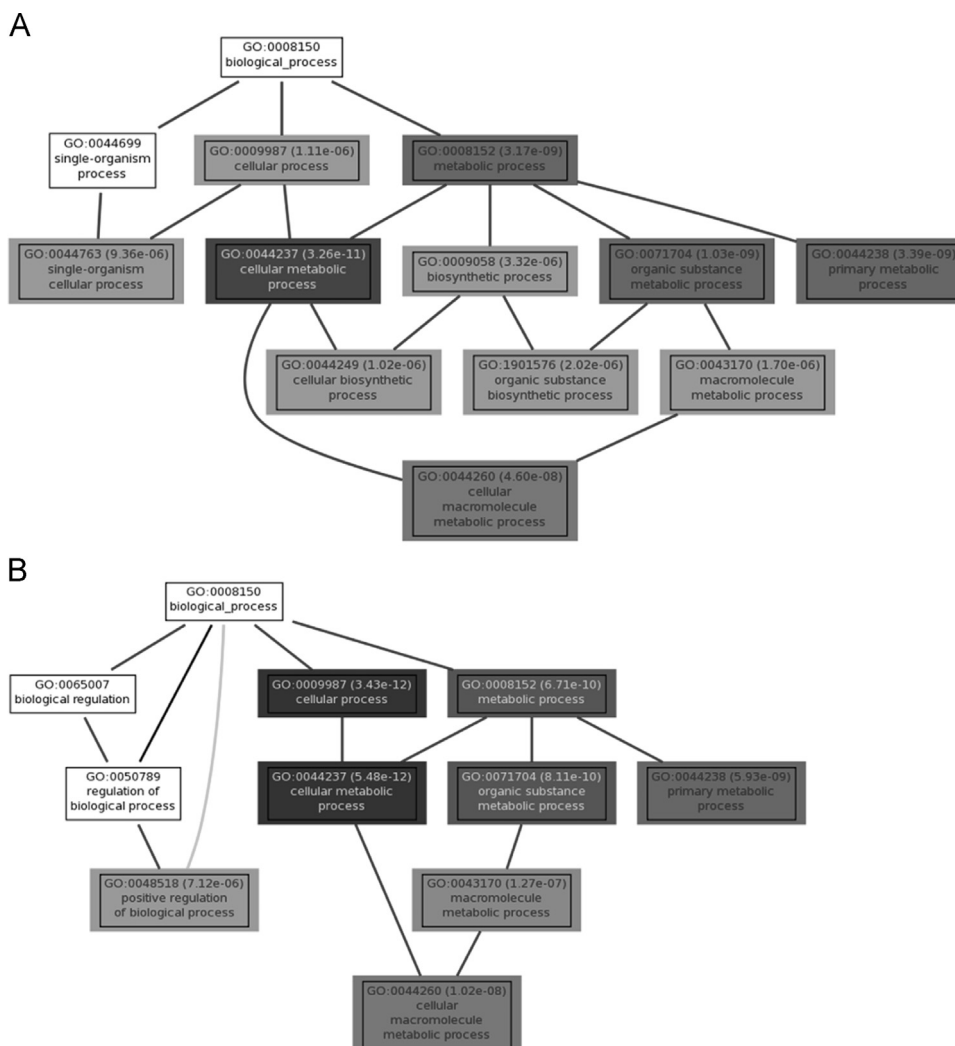 A
GO:0008150
biological_process
GO:0044699
single-organism
process
GO:0009987 (1.11e-06)
cellular process
GO:0008152 (3.17e-09)
metabolic process
GO:0044763 (9.36e-06)
single-organism
cellular process
GO:0044237 (3.26e-11)
cellular metabolic
process
GO:0009058 (3.32e-06)
biosynthetic process
GO:0071704 (1.03e-09)
organic substance
metabolic process
GO:0044238 (3.39e-09)
primary metabolic
process
GO:0044249 (1.02e-06)
cellular biosynthetic
process
GO:1901576 (2.02e-06)
organic substance
biosynthetic process
GO:0043170 (1.70e-06)
macromolecule
metabolic process
GO:0044260 (4.60e-08)
cellular
macromolecule
metabolic process
B
GO:0008150
biological_process
GO:0065007
biological regulation
GO:0009987 (3.43e-12)
cellular process
GO:0008152 (6.71e-10)
metabolic process
GO:0050789
regulation of
biological process
GO:0044237 (5.48e-12)
cellular metabolic
process
GO:0071704 (8.11e-10)
organic substance
metabolic process
GO:0044238 (5.93e-09)
primary metabolic
process
GO:0048518 (7.12e-06)
positive regulation
of biological process
GO:0043170 (1.27e-07)
macromolecule
metabolic process
GO:0044260 (1.02e-08)
cellular
macromolecule
metabolic process